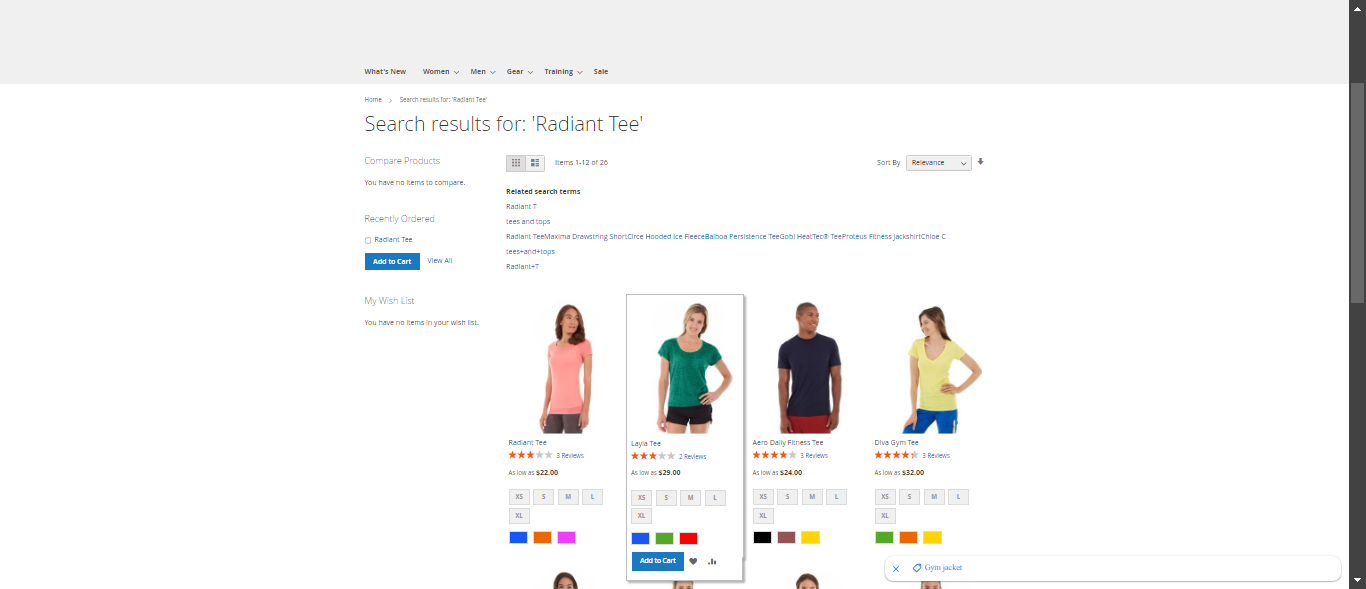 What's New Women Men Gear Training Sale
Home Search results for: 'Radiant Tee'
Search results for: 'Radiant Tee'
Compare Products
You have no items to compare.
Recently Ordered
Radiant Tee
Add to Cart View All
My Wish List
You have no items in your wish list.
Items 1-12 of 26
Sort By Relevance
Related search terms
Radiant T
tees and tops
Radiant TeeMaxima Drawstring ShortCirce Hooded Ice FleeceBalboa Persistence TeeGobi HeatTec® TeeProteus Fitness JackshirtChloe C
tees+and+tops
Radiant+T
Radiant Tee
3 Reviews
As low as $22.00
XS S M L
XL
Layla Tee
2 Reviews
As low as $29.00
XS S M L
XL
Add to Cart
Aero Daily Fitness Tee
3 Reviews
As low as $24.00
XS S M L
XL
Diva Gym Tee
3 Reviews
As low as $32.00
XS S M L
XL
Gym jacket